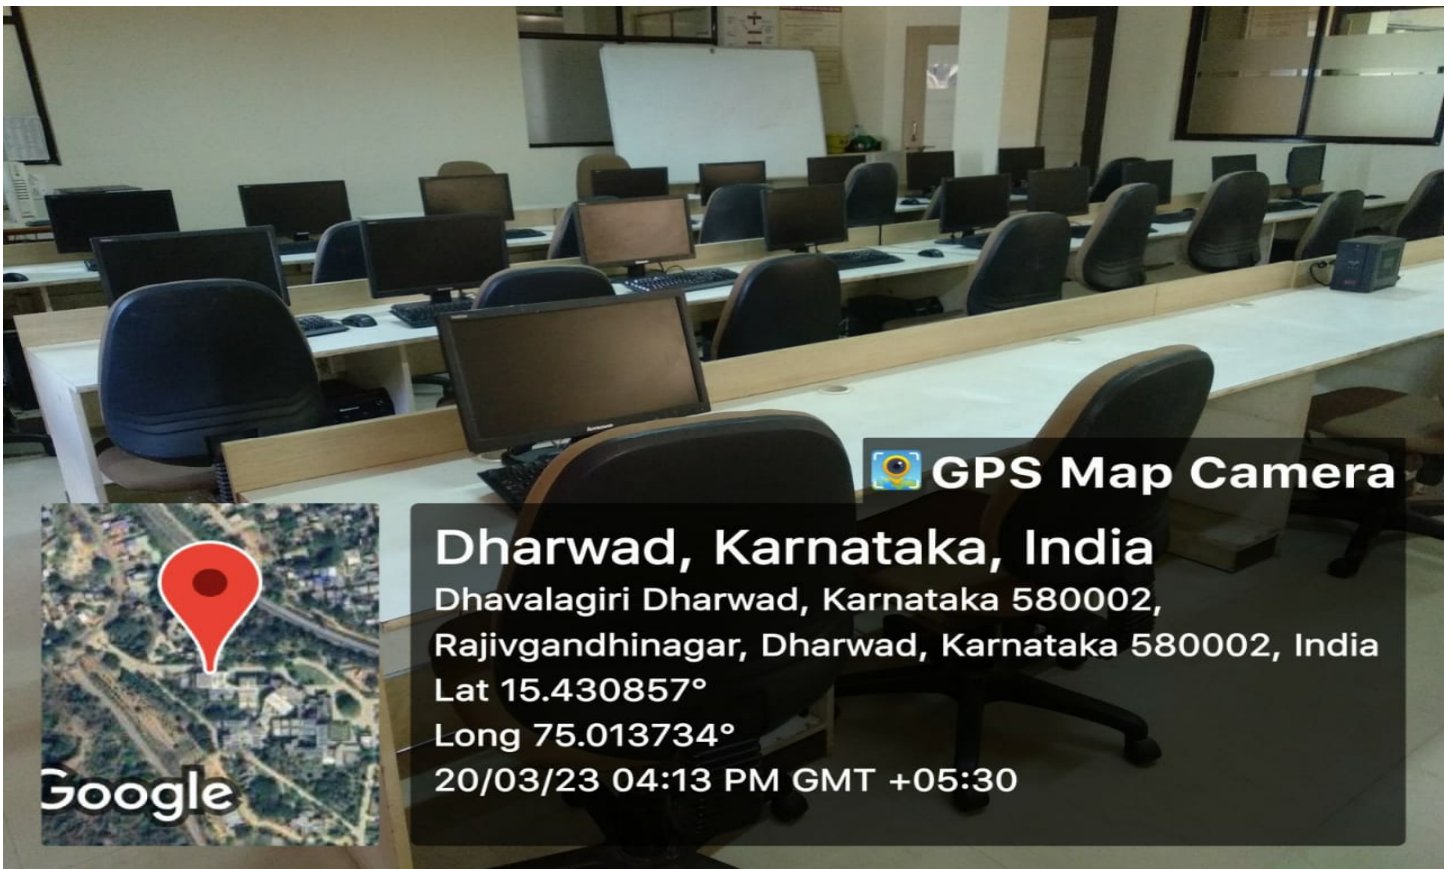 GPS Map Camera
Dharwad, Karnataka, India
Dhavalagiri Dharwad, Karnataka 580002,
Rajivgandhinagar, Dharwad, Karnataka 580002, India
Lat 15.430857°
Long 75.013734°
20/03/23 04:13 PM GMT +05:30
Google